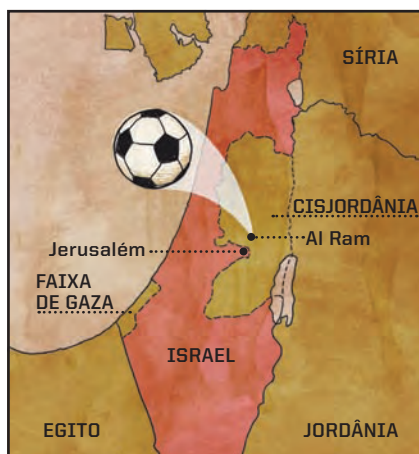 SÍRIA
CISJORDÂNIA
Al Ram
Jerusalém
FAIXA
DE GAZA
ISRAEL
EGITO
JORDÂNIA